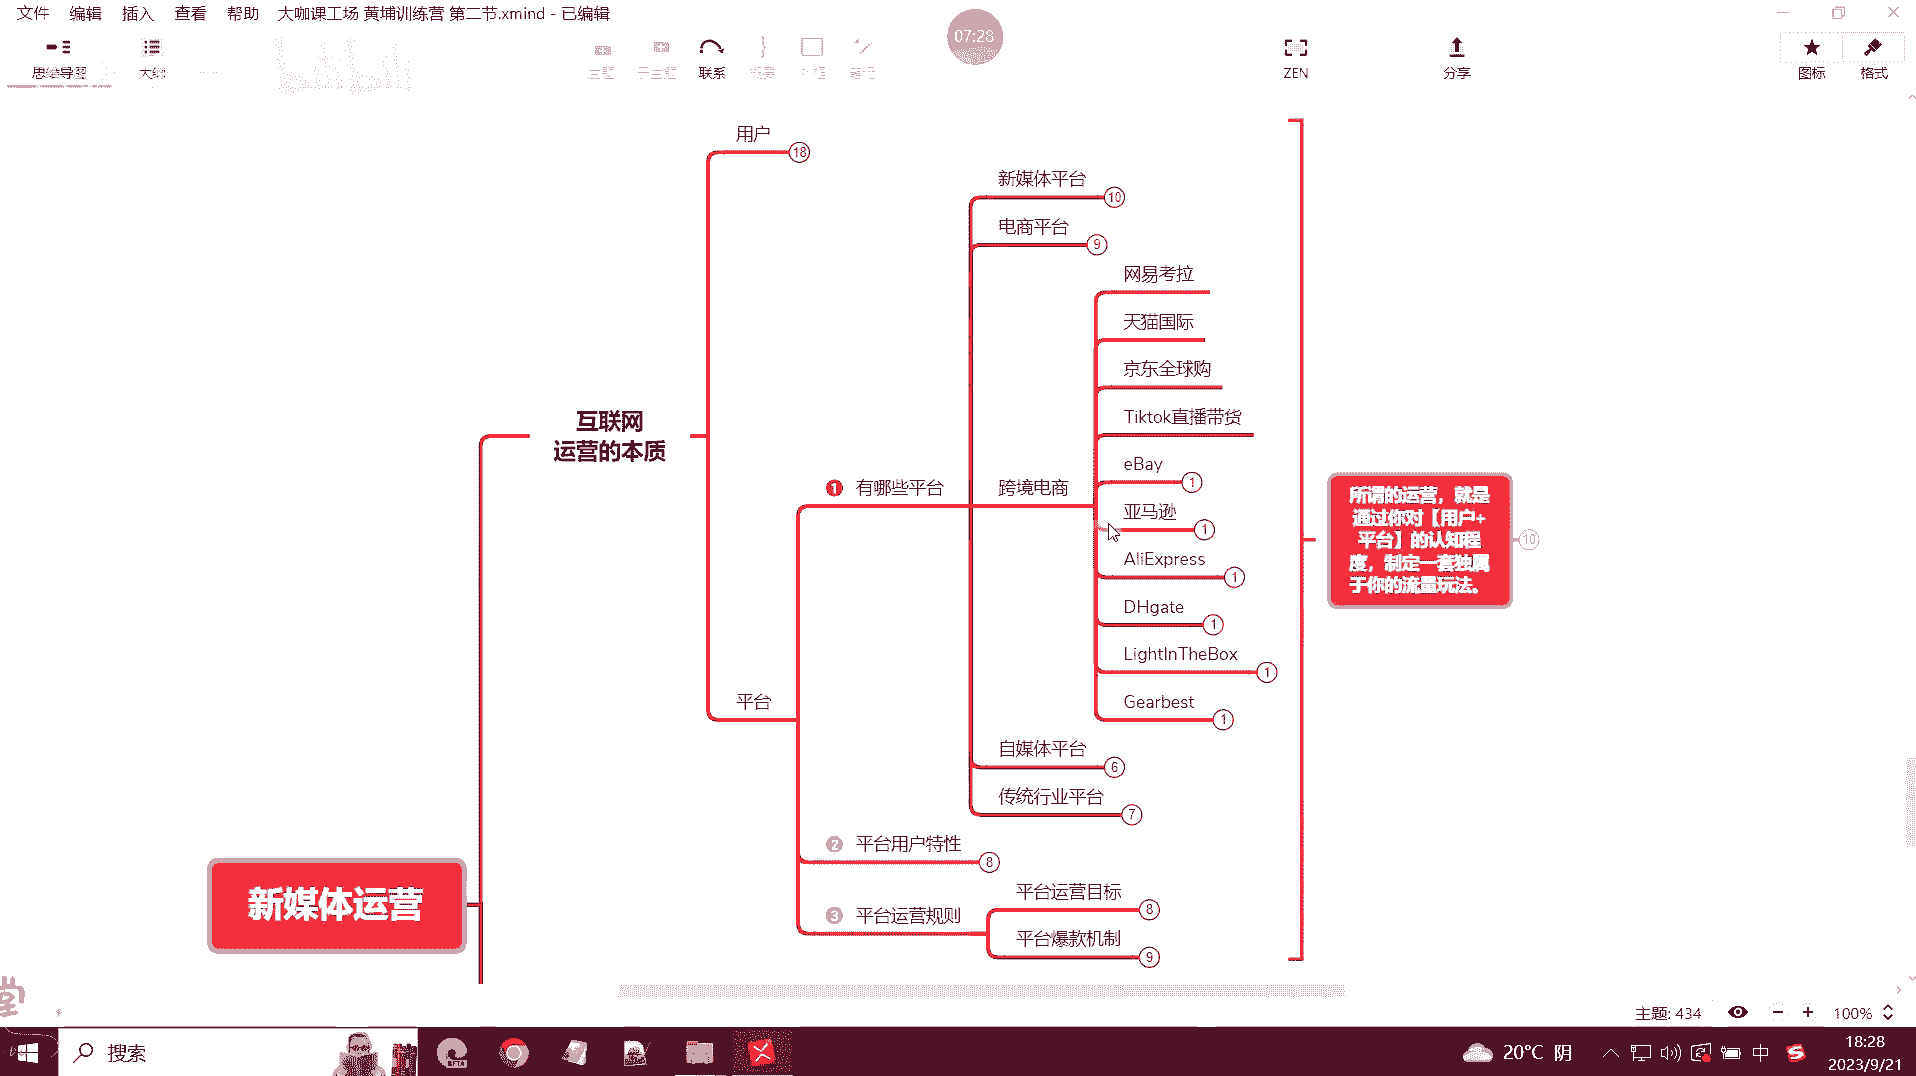 文件 编辑 插入 查看 帮助 大咖课工场 黄埔训练营 第二节.xmind - 已编辑
07:28
思维导图 大纲 主题 子主题 联系 概要 外框 笔记 ZEN 分享 图标 格式
用户 18
新媒体平台 10
电商平台 9
网易考拉
天猫国际
京东全球购
Tiktok直播带货
互联网
运营的本质
eBay 1
1 有哪些平台
跨境电商
亚马逊 1
AliExpress 1
DHgate 1
LightInTheBox 1
Gearbest 1
所谓的运营，就是
通过你对【用户+
平台】的认知程
度，制定一套独属
于你的流量玩法。
10
平台
自媒体平台 6
传统行业平台 7
2 平台用户特性 8
新媒体运营
3 平台运营规则
平台运营目标 8
平台爆款机制 9
主题: 434 100%
搜索
20°C 阴
中
18:28
2023/9/21